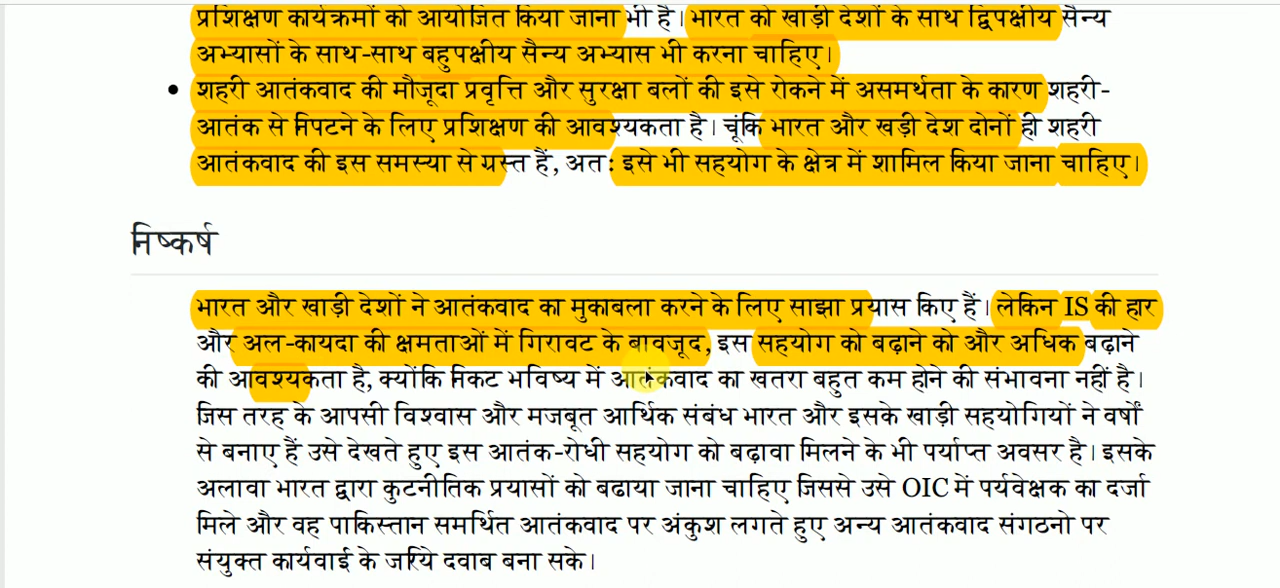 प्रशिक्षण कार्यक्रमों को आयोजित किया जाना भी है। भारत को खाड़ी देशों के साथ द्विपक्षीय सैन्य
अभ्यासों के साथ-साथ बहुपक्षीय सैन्य अभ्यास भी करना चाहिए।
• शहरी आतंकवाद की मौजूदा प्रवृत्ति और सुरक्षा बलों की इसे रोकने में असमर्थता के कारण शहरी-
आतंक से निपटने के लिए प्रशिक्षण की आवश्यकता है। चूंकि भारत और खड़ी देश दोनों ही शहरी
आतंकवाद की इस समस्या से ग्रस्त हैं, अत: इसे भी सहयोग के क्षेत्र में शामिल किया जाना चाहिए।
निष्कर्ष
भारत और खाड़ी देशों ने आतंकवाद का मुकाबला करने के लिए साझा प्रयास किए हैं। लेकिन IS की हार
और अल-कायदा की क्षमताओं में गिरावट के बावजूद, इस सहयोग को बढ़ाने को और अधिक बढ़ाने
की आवश्यकता है, क्योंकि निकट भविष्य में आतंकवाद का खतरा बहुत कम होने की संभावना नहीं है।
जिस तरह के आपसी विश्वास और मजबूत आर्थिक संबंध भारत और इसके खाड़ी सहयोगियों ने वर्षों
से बनाए हैं उसे देखते हुए इस आतंक-रोधी सहयोग को बढ़ावा मिलने के भी पर्याप्त अवसर है। इसके
अलावा भारत द्वारा कुटनीतिक प्रयासों को बढाया जाना चाहिए जिससे उसे OIC में पर्यवेक्षक का दर्जा
मिले और वह पाकिस्तान समर्थित आतंकवाद पर अंकुश लगते हुए अन्य आतंकवाद संगठनो पर
संयुक्त कार्यवाई के जरिये दवाब बना सके।